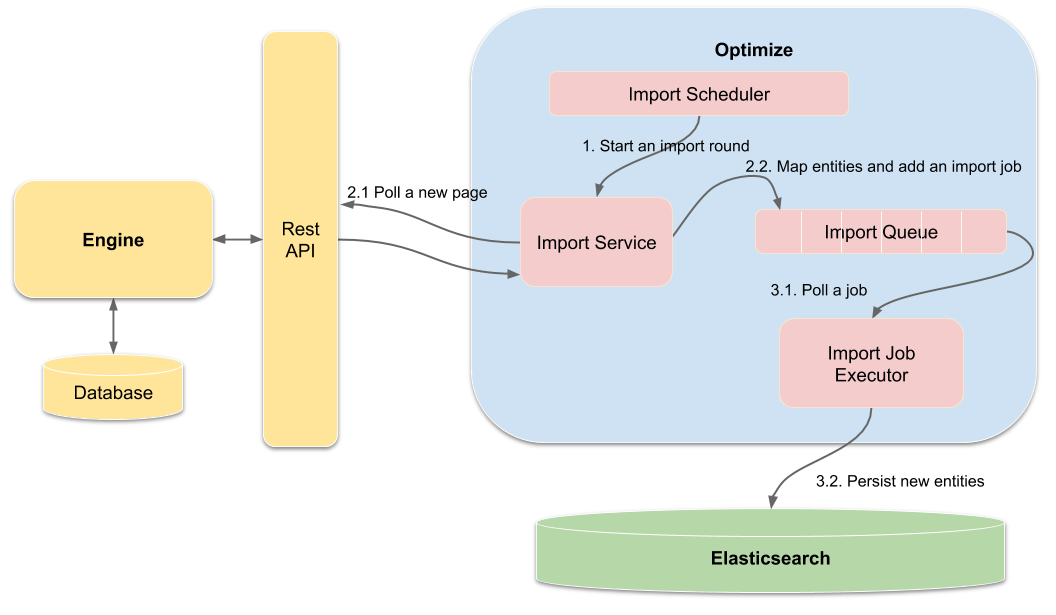 Optimize
Import Scheduler
1. Start an import round
2.2. Map entities and add an import job
2.1 Poll a new page
Engine
Rest
API
Import Service
Import Queue
3.1. Poll a job
Import Job
Executor
Database
3.2. Persist new entities
Elasticsearch